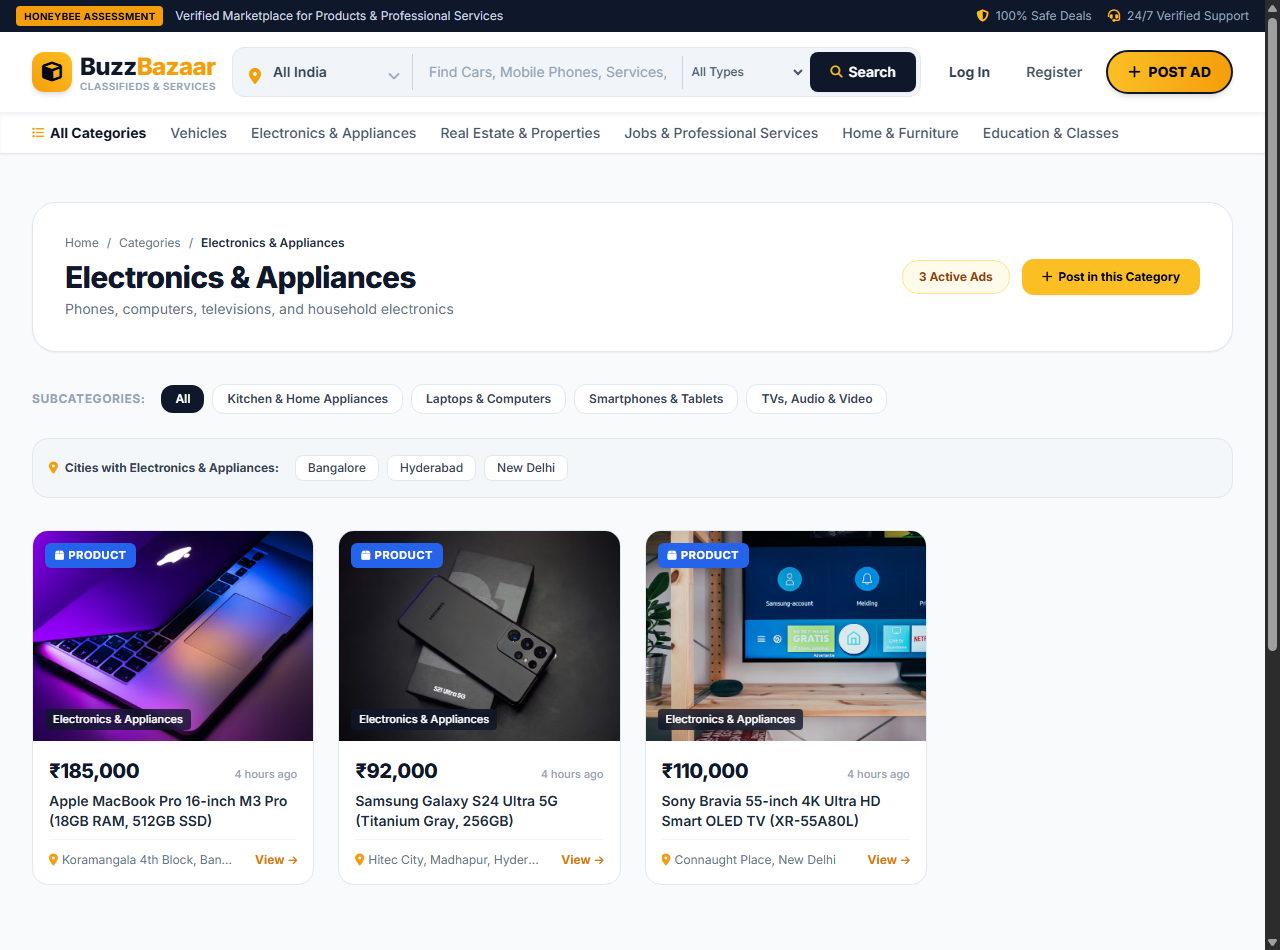 HONEYBEE ASSESSMENT Verified Marketplace for Products & Professional Services 100% Safe Deals 24/7 Verified Support
BuzzBazaar
CLASSIFIEDS & SERVICES
All India Find Cars, Mobile Phones, Services, All Types Search Log In Register + POST AD
All Categories Vehicles Electronics & Appliances Real Estate & Properties Jobs & Professional Services Home & Furniture Education & Classes
Home / Categories / Electronics & Appliances
Electronics & Appliances
Phones, computers, televisions, and household electronics
3 Active Ads + Post in this Category
SUBCATEGORIES: All Kitchen & Home Appliances Laptops & Computers Smartphones & Tablets TVs, Audio & Video
Cities with Electronics & Appliances: Bangalore Hyderabad New Delhi
PRODUCT
Electronics & Appliances
₹185,000 4 hours ago
Apple MacBook Pro 16-inch M3 Pro
(18GB RAM, 512GB SSD)
Koramangala 4th Block, Ban... View →
PRODUCT
S21 Ultra 5G
Electronics & Appliances
₹92,000 4 hours ago
Samsung Galaxy S24 Ultra 5G
(Titanium Gray, 256GB)
Hitec City, Madhapur, Hyder... View →
PRODUCT
Samsung-account Melding
GRATIS
Electronics & Appliances
₹110,000 4 hours ago
Sony Bravia 55-inch 4K Ultra HD
Smart OLED TV (XR-55A80L)
Connaught Place, New Delhi View →